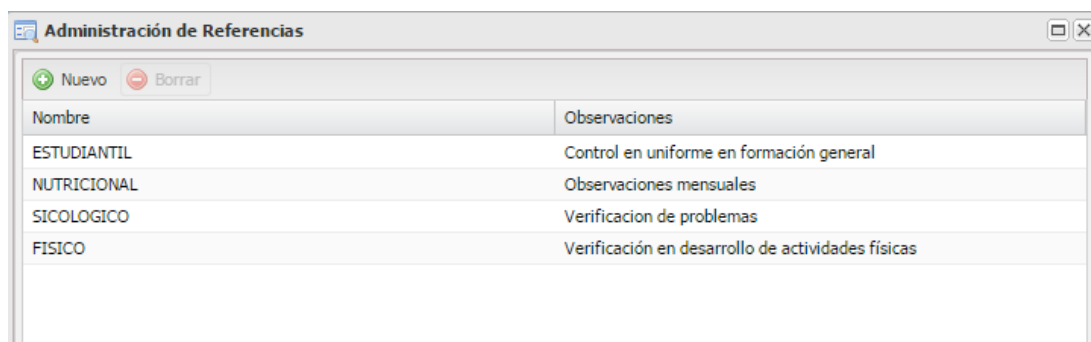 Administración de Referencias
Nuevo Borrar
Nombre Observaciones
ESTUDIANTIL Control en uniforme en formación general
NUTRICIONAL Observaciones mensuales
SICOLOGICO Verificacion de problemas
FISICO Verificación en desarrollo de actividades físicas